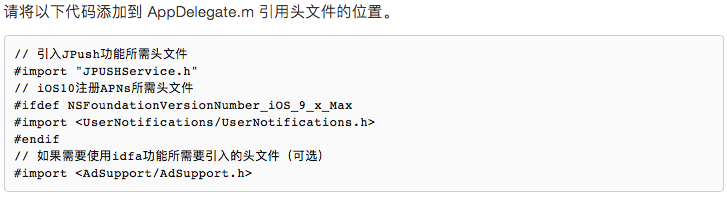 请将以下代码添加到 AppDelegate.m 引用头文件的位置。
// 引入JPush功能所需头文件
#import "JPUSHService.h"
// iOS10注册APNs所需头文件
#ifdef NSFoundationVersionNumber_iOS_9_x_Max
#import <UserNotifications/UserNotifications.h>
#endif
// 如果需要使用idfa功能所需要引入的头文件（可选）
#import <AdSupport/AdSupport.h>